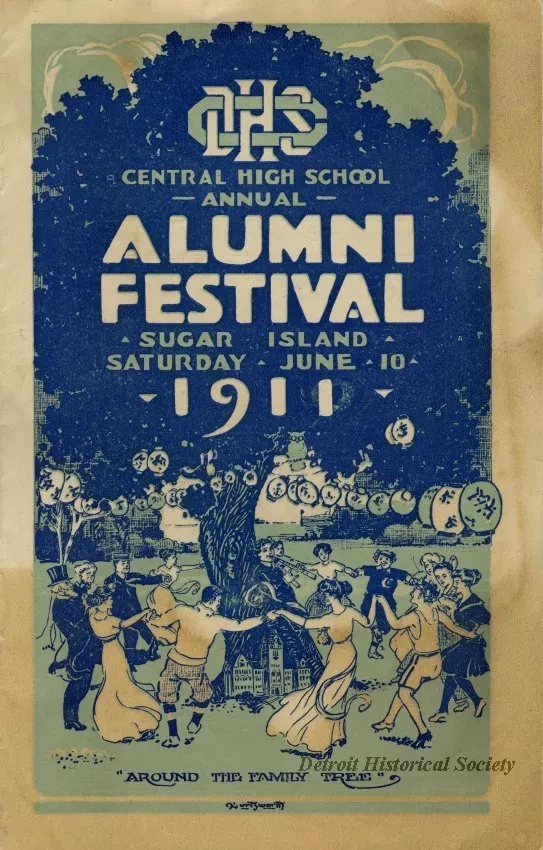 DCHS
CENTRAL HIGH SCHOOL
— ANNUAL —
ALUMNI
FESTIVAL
SUGAR ISLAND
SATURDAY JUNE 10
1911
Detroit Historical Society
"AROUND THE FAMILY TREE"